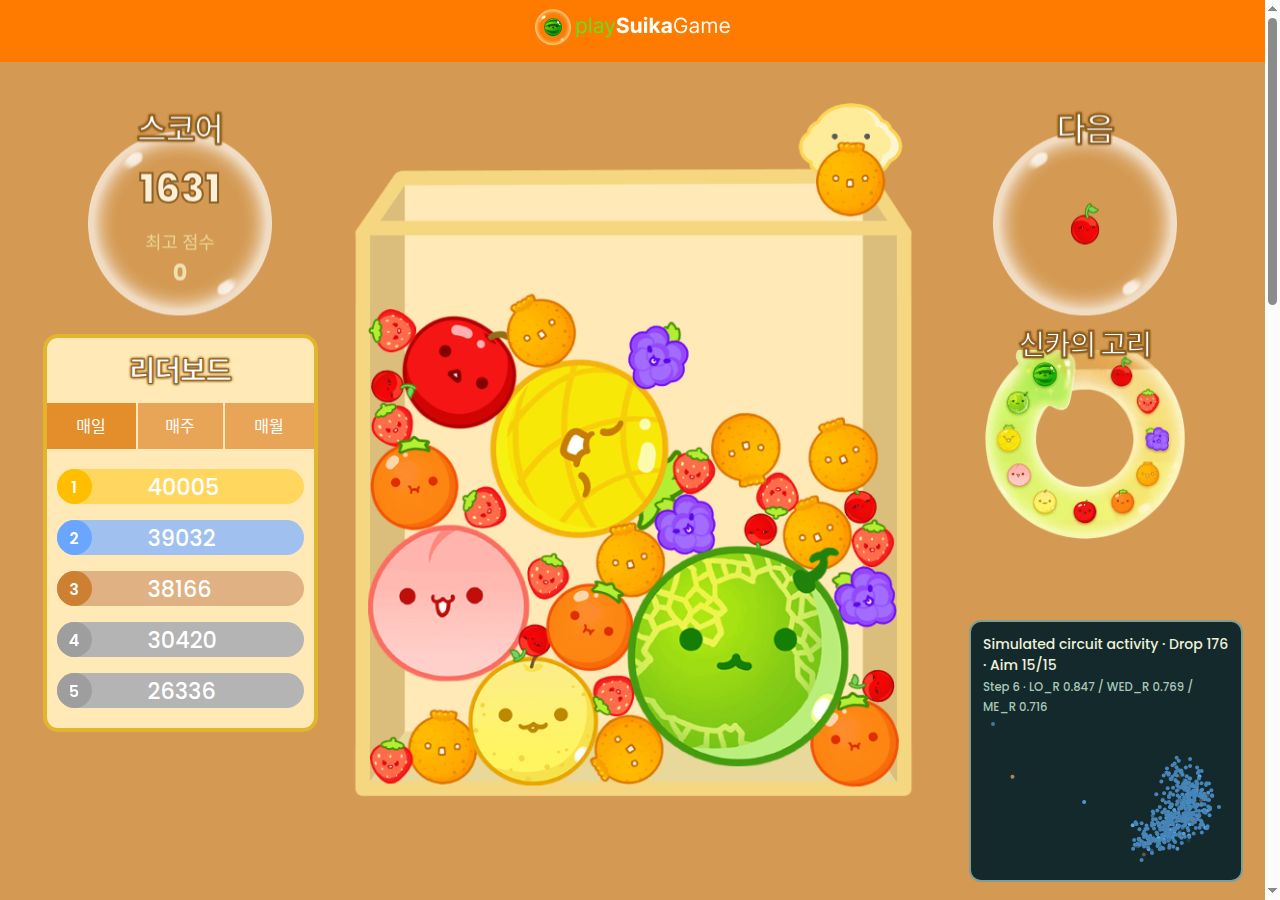 playSuikaGame
스코어
1631
최고 점수
0
다음
신카의 고리
리더보드
매일 매주 매월
1 40005
2 39032
3 38166
4 30420
5 26336
Simulated circuit activity · Drop 176
· Aim 15/15
Step 6 · LO_R 0.847 / WED_R 0.769 /
ME_R 0.716